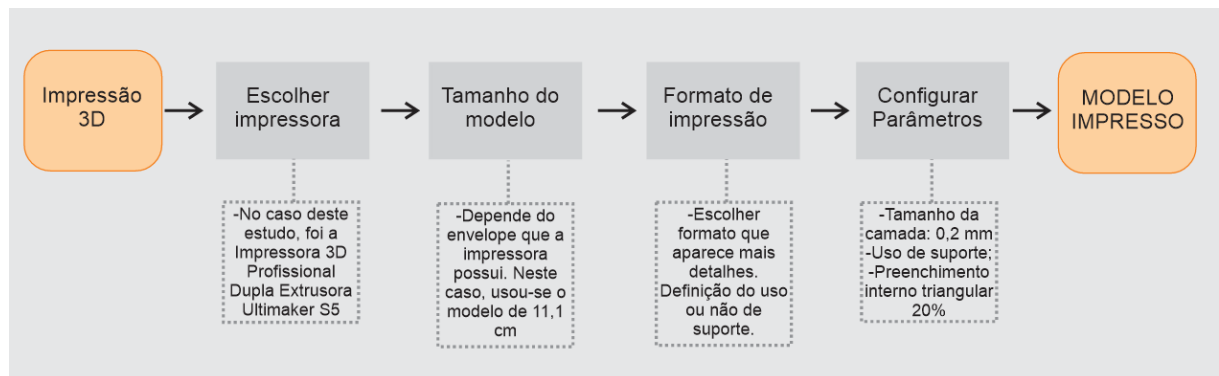 Impressão
3D
Escolher
impressora
Tamanho do
modelo
Formato de
impressão
Configurar
Parâmetros
MODELO
IMPRESSO
-No caso deste
estudo, foi a
Impressora 3D
Profissional
Dupla Extrusora
Ultimaker S5
-Depende do
envelope que a
impressora
possui. Neste
caso, usou-se o
modelo de 11,1
cm
-Escolher
formato que
aparece mais
detalhes.
Definição do uso
ou não de
suporte.
-Tamanho da
camada: 0,2 mm
-Uso de suporte;
-Preenchimento
interno triangular
20%